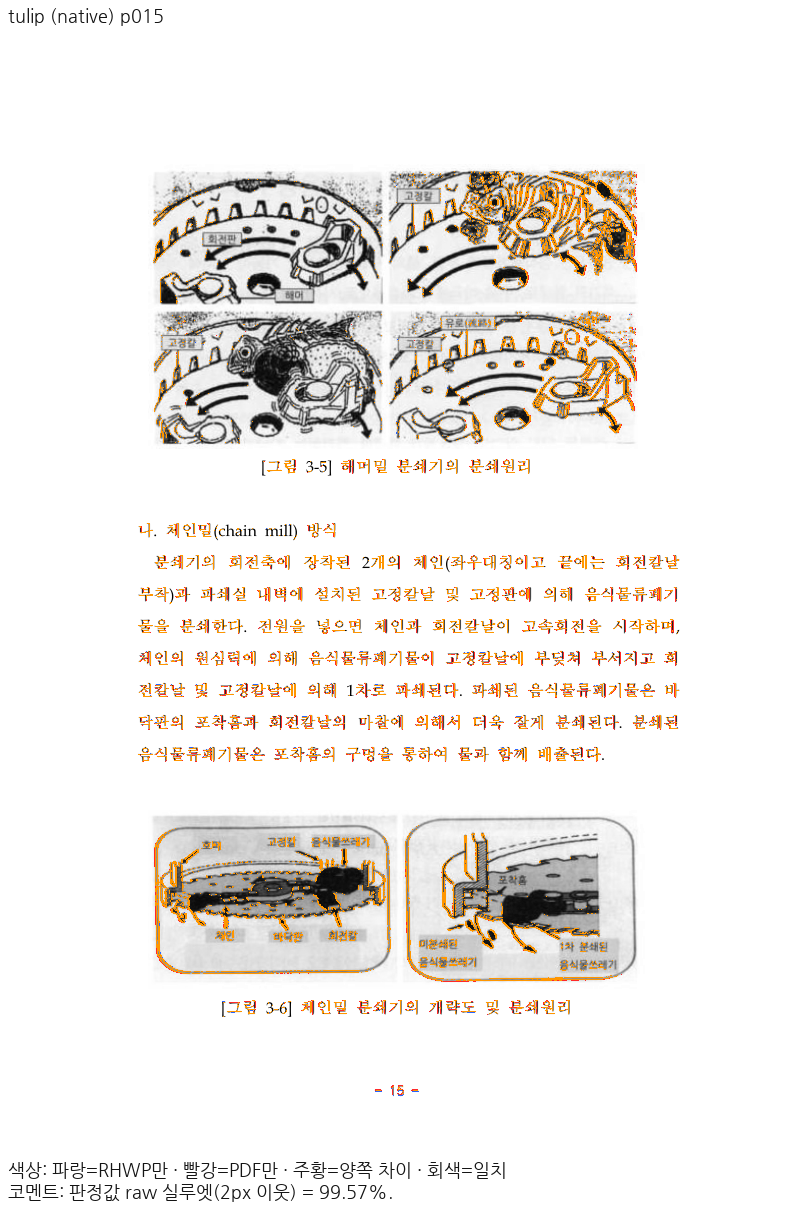 tulip (native) p015
고정칼
회전판
해머
유로(流路)
고정칼
고정칼
[그림 3-5] 헤머밀 분쇄기의 분쇄원리
나. 체인밀(chain mill) 방식
분쇄기의 회전축에 장착된 2개의 체인(좌우대칭이고 끝에는 회전칼날
부착)과 파쇄실 내벽에 설치된 고정칼날 및 고정판에 의해 음식물류폐기
물을 분쇄한다. 전원을 넣으면 체인과 회전칼날이 고속회전을 시작하며,
체인의 원심력에 의해 음식물류폐기물이 고정칼날에 부딪쳐 부서지고 회
전칼날 및 고정칼날에 의해 1차로 파쇄된다. 파쇄된 음식물류폐기물은 바
닥판의 포착홈과 회전칼날의 마찰에 의해서 더욱 잘게 분쇄된다. 분쇄된
음식물류폐기물은 포착홈의 구멍을 통하여 물과 함께 배출된다.
호퍼 고정칼 음식물쓰레기
포착홈
체인 바닥판 회전칼
미분쇄된
음식물쓰레기
1차 분쇄된
음식물쓰레기
[그림 3-6] 체인밀 분쇄기의 개략도 및 분쇄원리
- 15 -
색상: 파랑=RHWP만 · 빨강=PDF만 · 주황=양쪽 차이 · 회색=일치
코멘트: 판정값 raw 실루엣(2px 이웃) = 99.57%.